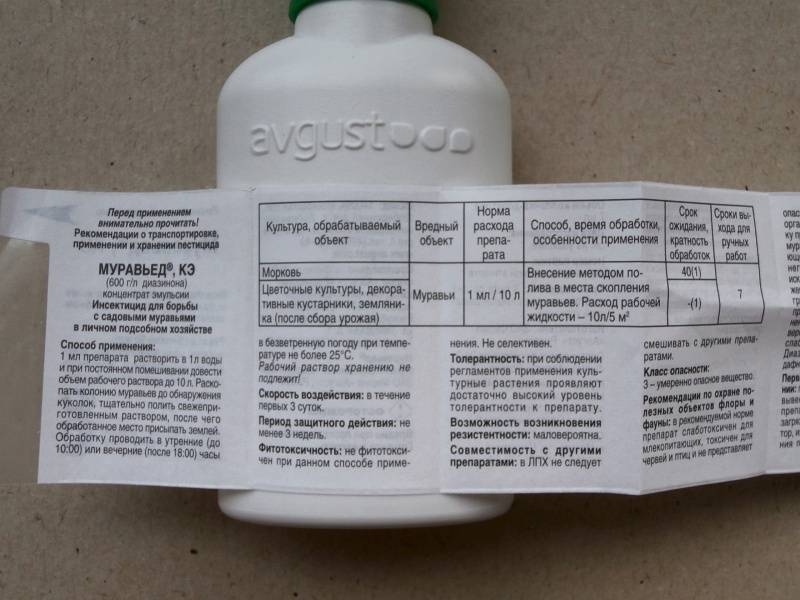 avgust
Перед применением
внимательно прочитать!
Рекомендации о транспортировке,
применении и хранении пестицида
МУРАВЬЕД®, КЭ
(600 г/л диазинона)
концентрат эмульсии
Инсектицид для борьбы
с садовыми муравьями
в личном подсобном хозяйстве
Способ применения:
1 мл препарата растворить в 1л воды
и при постоянном помешивании довести
объем рабочего раствора до 10 л. Раско-
пать колонию муравьев до обнаружения
куколок, тщательно полить свежепри-
готовленным раствором, после чего
обработанное место присыпать землей.
Обработку проводить в утренние (до
10:00) или вечерние (после 18:00) часы
Культура, обрабатываемый
объект
Вредный
объект
Норма
расхода
препа-
рата
Способ, время обработки,
особенности применения
Срок
ожидания,
кратность
обработок
Сроки вы-
хода для
ручных
работ
Морковь
Цветочные культуры, декора-
тивные кустарники, земляни-
ка (после сбора урожая)
Муравьи
1 мл / 10 л
Внесение методом по-
лива в места скопления
муравьев. Расход рабочей
жидкости – 10л/5 м²
40(1)
-(1)
7
в безветренную погоду при темпе-
ратуре не более 25°С.
Рабочий раствор хранению не
подлежит!
Скорость воздействия: в течение
первых 3 суток.
Период защитного действия: не
менее 3 недель.
Фитотоксичность: не фитотокси-
чен при данном способе приме-
нения. Не селективен.
Толерантность: при соблюдении
регламентов применения куль-
турные растения проявляют
достаточно высокий уровень
толерантности к препарату.
Возможность возникновения
резистентности: маловероятна.
Совместимость с другими
препаратами: в ЛПХ не следует
смешивать с другими препа-
ратами.
Класс опасности:
3 – умеренно опасное вещество.
Рекомендации по охране по-
лезных объектов флоры и
фауны: в рекомендуемой норме
препарат слаботоксичен для
млекопитающих, токсичен для
червей и птиц и не представляет